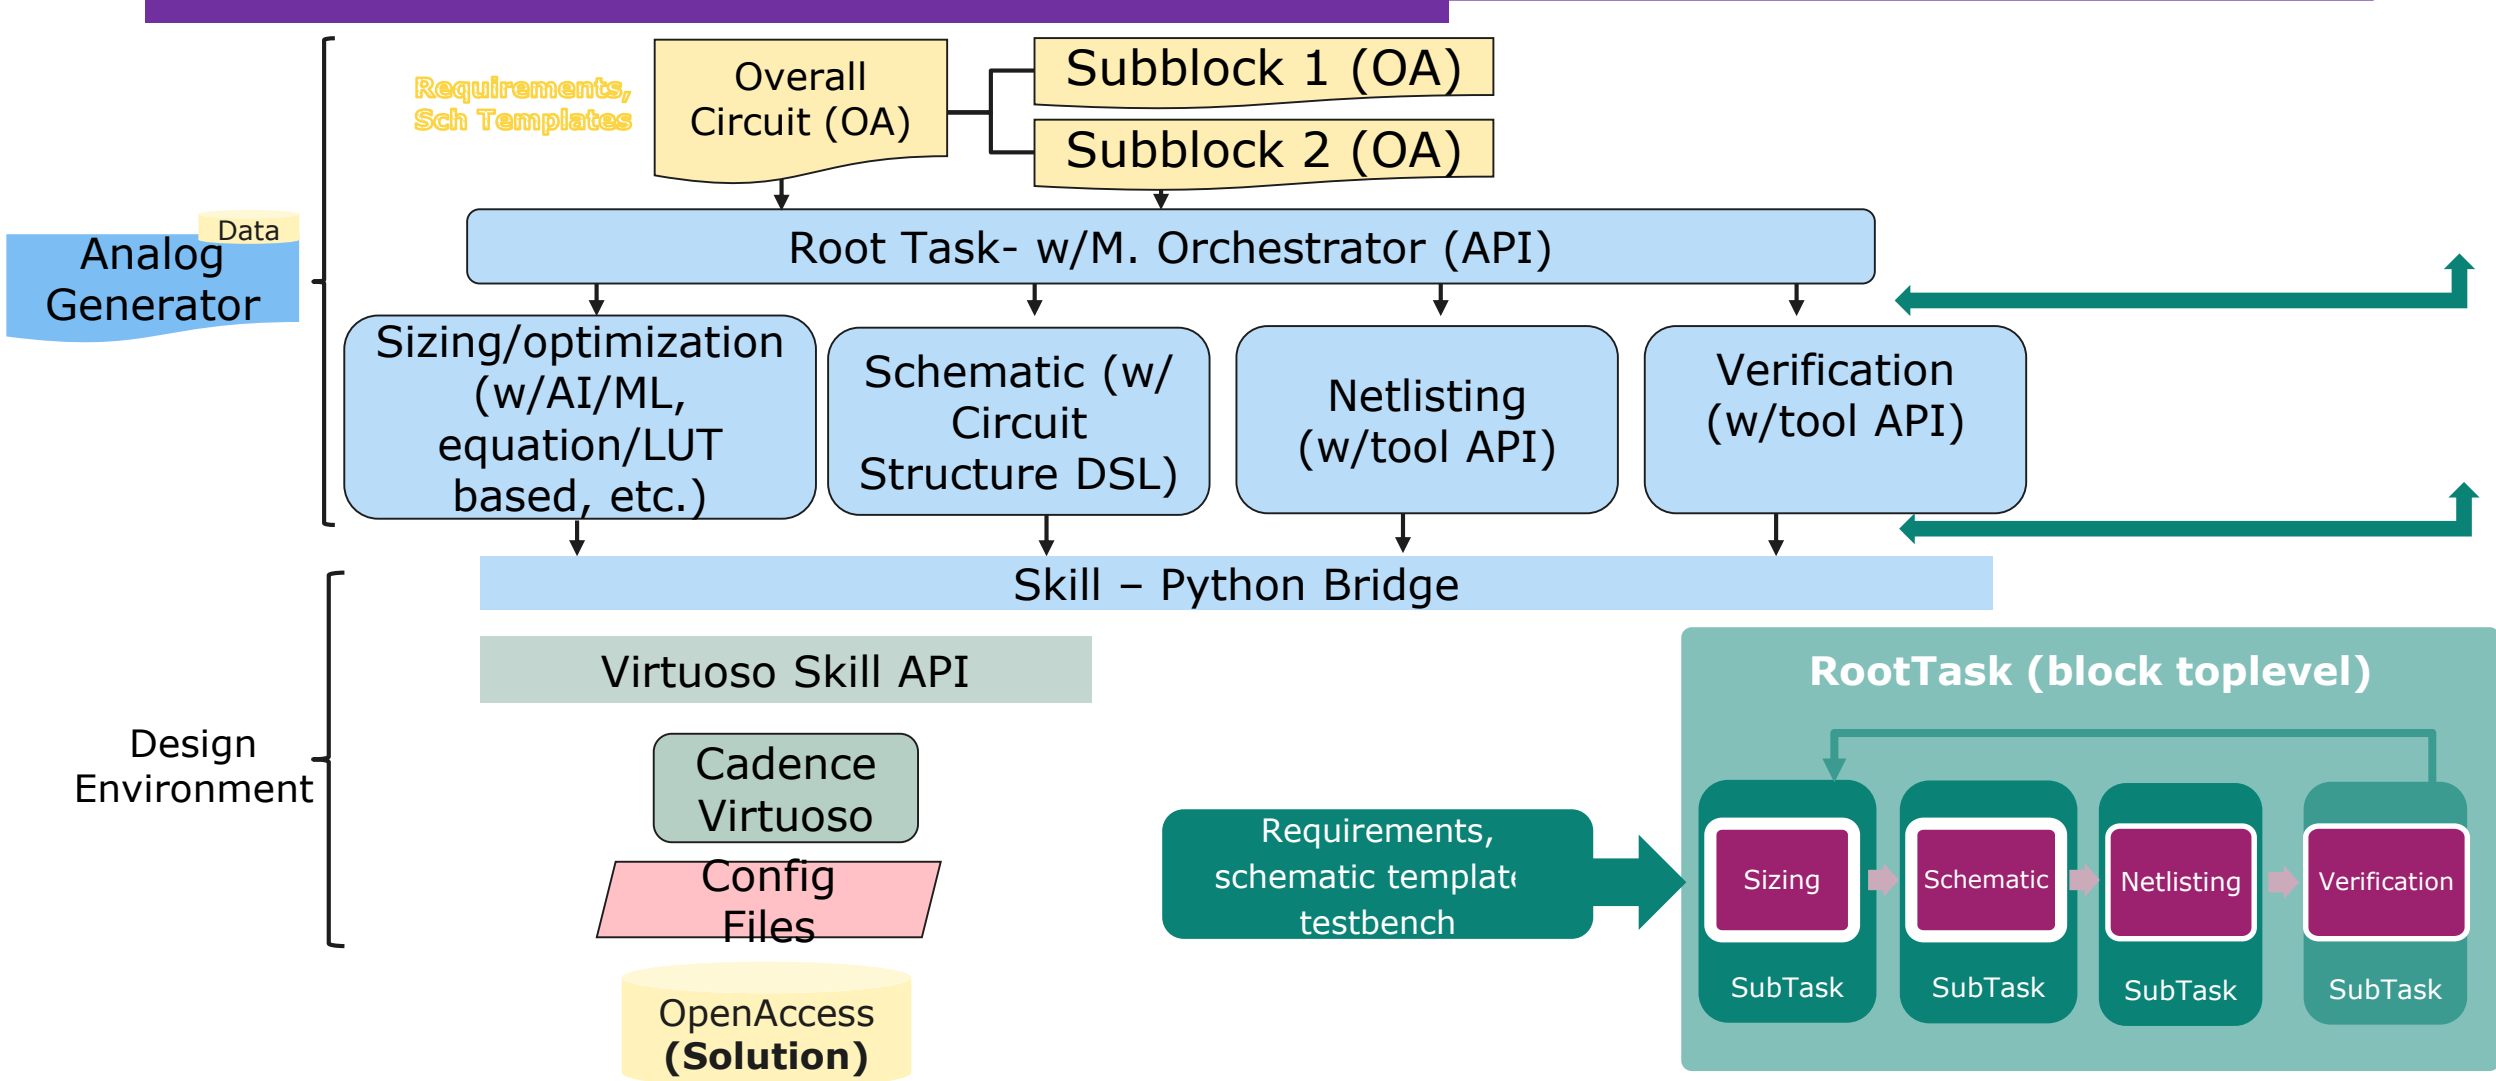 Requirements,
Sch Templates
Overall
Circuit (OA)
Subblock 1 (OA)
Subblock 2 (OA)
Data
Analog
Generator
Root Task- w/M. Orchestrator (API)
Sizing/optimization
(w/AI/ML,
equation/LUT
based, etc.)
Schematic (w/
Circuit
Structure DSL)
Netlisting
(w/tool API)
Verification
(w/tool API)
Skill – Python Bridge
Virtuoso Skill API
Design
Environment
Cadence
Virtuoso
Config
Files
OpenAccess
(Solution)
Requirements,
schematic template
testbench
RootTask (block toplevel)
Sizing
SubTask
Schematic
SubTask
Netlisting
SubTask
Verification
SubTask